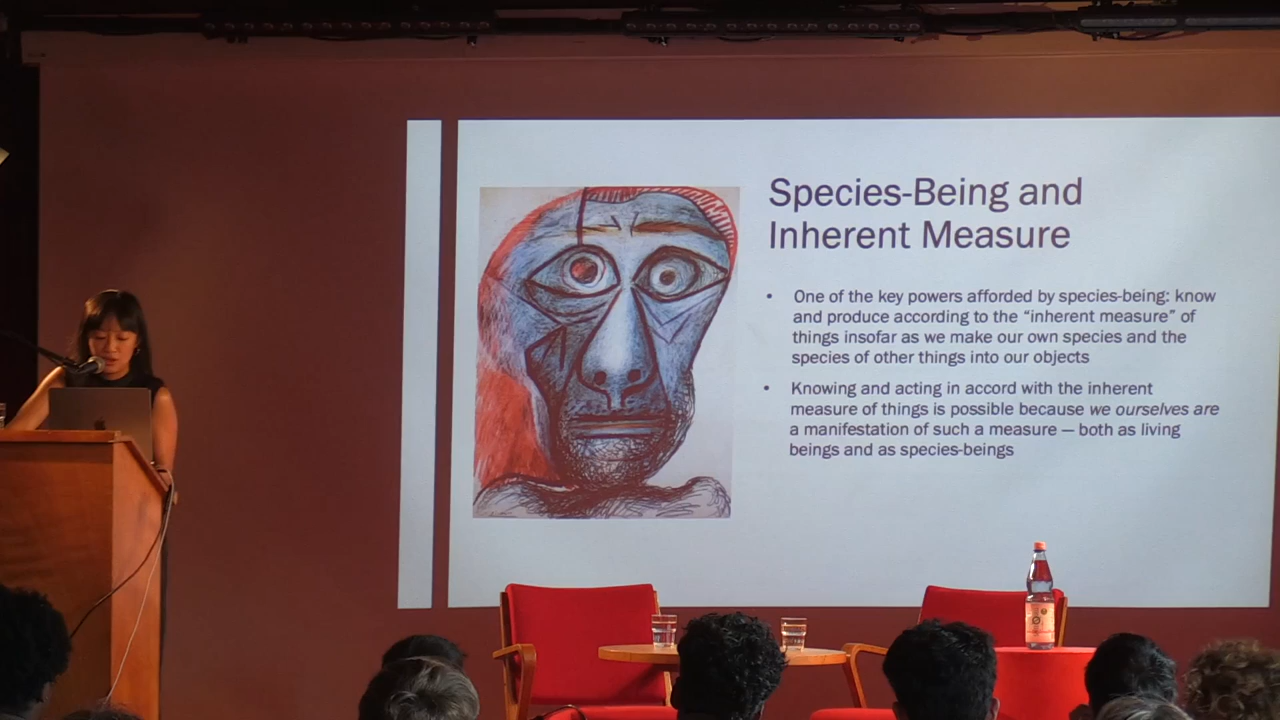 Species-Being and
Inherent Measure
• One of the key powers afforded by species-being: know
and produce according to the “inherent measure” of
things insofar as we make our own species and the
species of other things into our objects
• Knowing and acting in accord with the inherent
measure of things is possible because we ourselves are
a manifestation of such a measure — both as living
beings and as species-beings